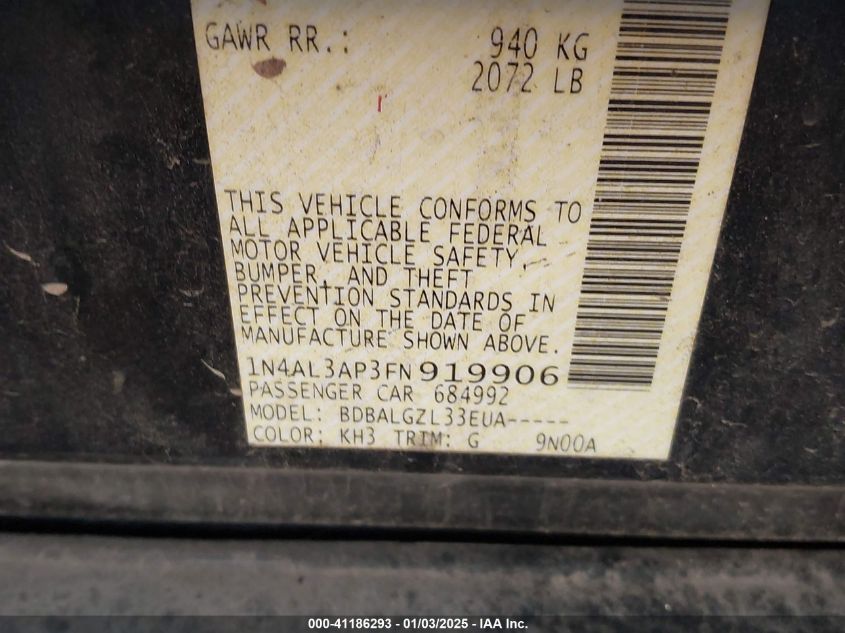 GAWR RR.: 940 KG
2072 LB
THIS VEHICLE CONFORMS TO
ALL APPLICABLE FEDERAL
MOTOR VEHICLE SAFETY,
BUMPER, AND THEFT
PREVENTION STANDARDS IN
EFFECT ON THE DATE OF
MANUFACTURE SHOWN ABOVE.
1N4AL3AP3FN919906
PASSENGER CAR 684992
MODEL: BDBALGZL33EUA-----
COLOR: KH3 TRIM: G 9N00A
000-41186293 - 01/03/2025 - IAA Inc.